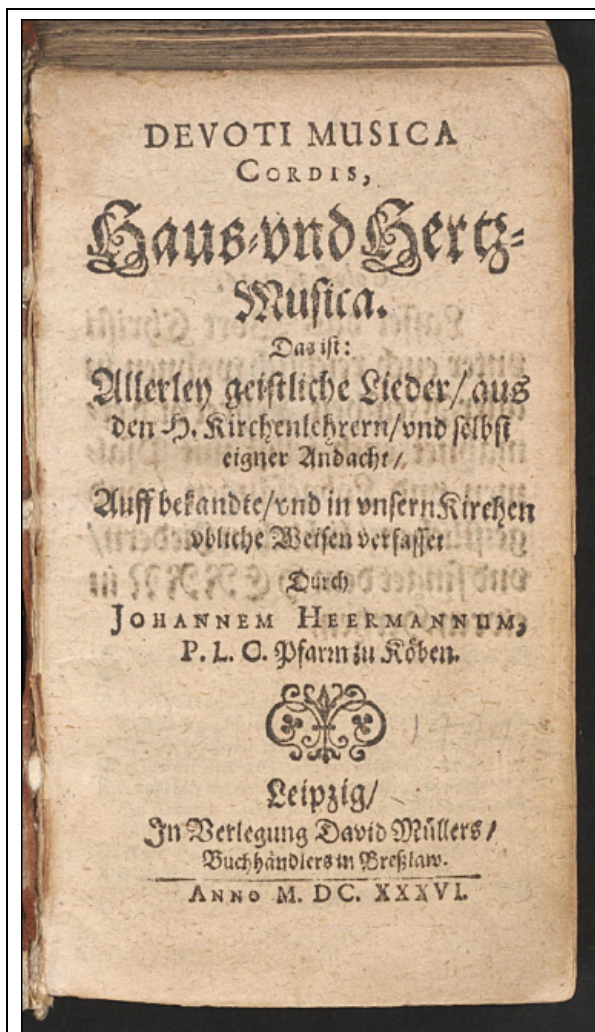 DEVOTI MUSICA
CORDIS,
Haus-vnd Hertz-
Musica.
Das ist:
Allerley geistliche Lieder/ aus
den H. Kirchenlehrern/vnd selbst
eigner Andacht/
Auff bekandte/vnd in vnsern Kirchen
vbliche Weisen verfasset
Durch
JOHANNEM HEERMANNUM,
P. L. C. Pfarrn zu Köben.
Leipzig/
In Verlegung David Müllers/
Buchhändlers in Breßlaw.
ANNO M. DC. XXXVI.